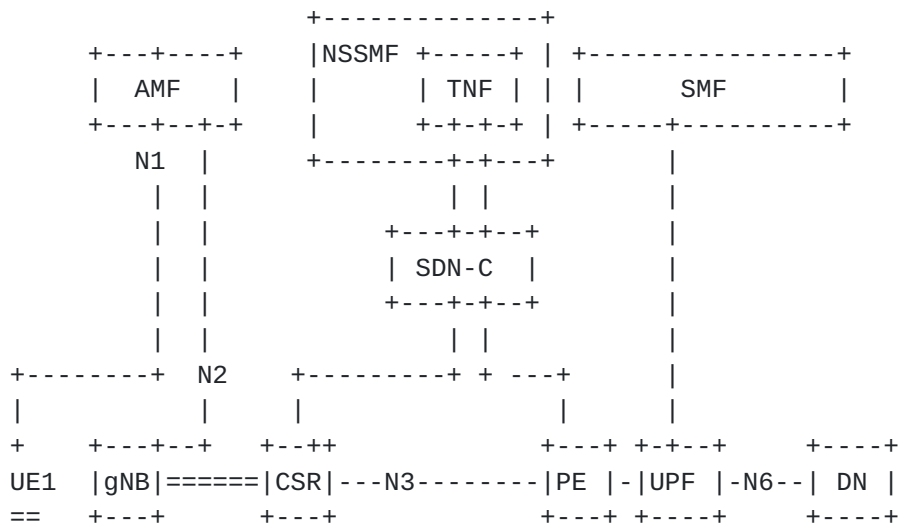 NSSMF
AMF TNF SMF
N1
SDN-C
N2
UE1 gNB CSR N3 PE UPF N6 DN